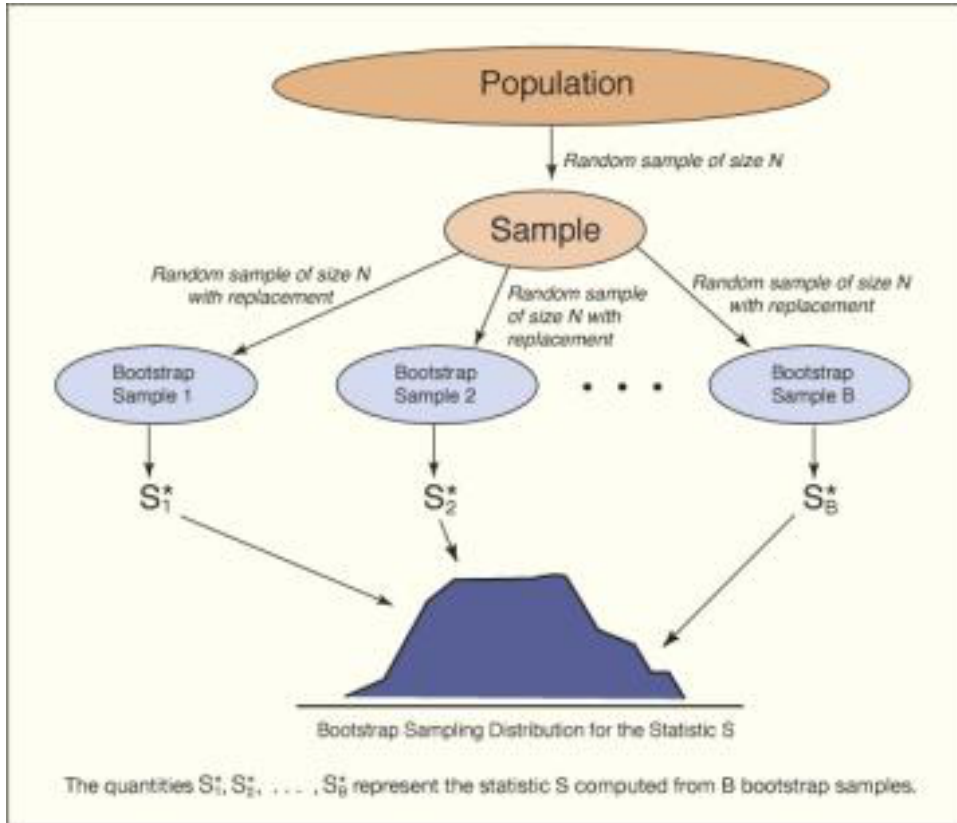 Population
Random sample of size N
Sample
Random sample of size N
with replacement
Random sample
of size N with
replacement
Random sample of size N
with replacement
Bootstrap
Sample 1
Bootstrap
Sample 2
• • •
Bootstrap
Sample B
S*1
S*2
S*B
Bootstrap Sampling Distribution for the Statistic S
The quantities S*1, S*2, . . . , S*B represent the statistic S computed from B bootstrap samples.